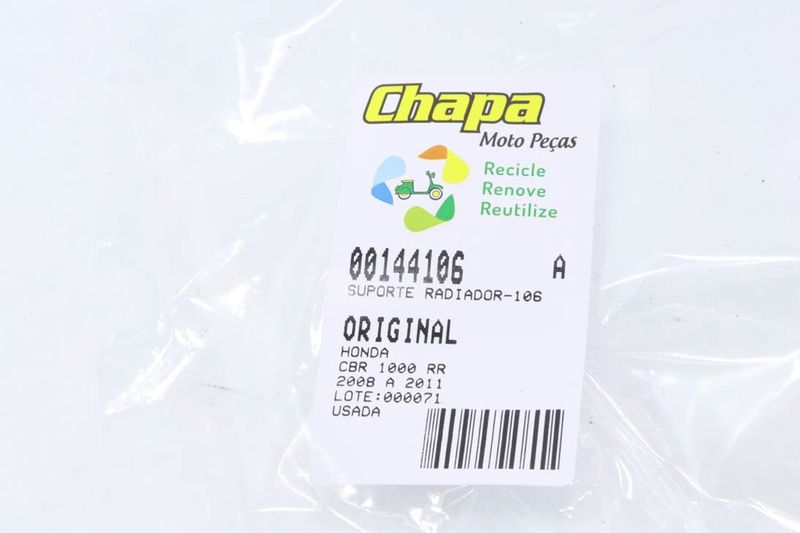 Chapa
Moto Peças
Recicle
Renove
Reutilize
00144106 A
SUPORTE RADIADOR-106
ORIGINAL
HONDA
CBR 1000 RR
2008 A 2011
LOTE:000071
USADA